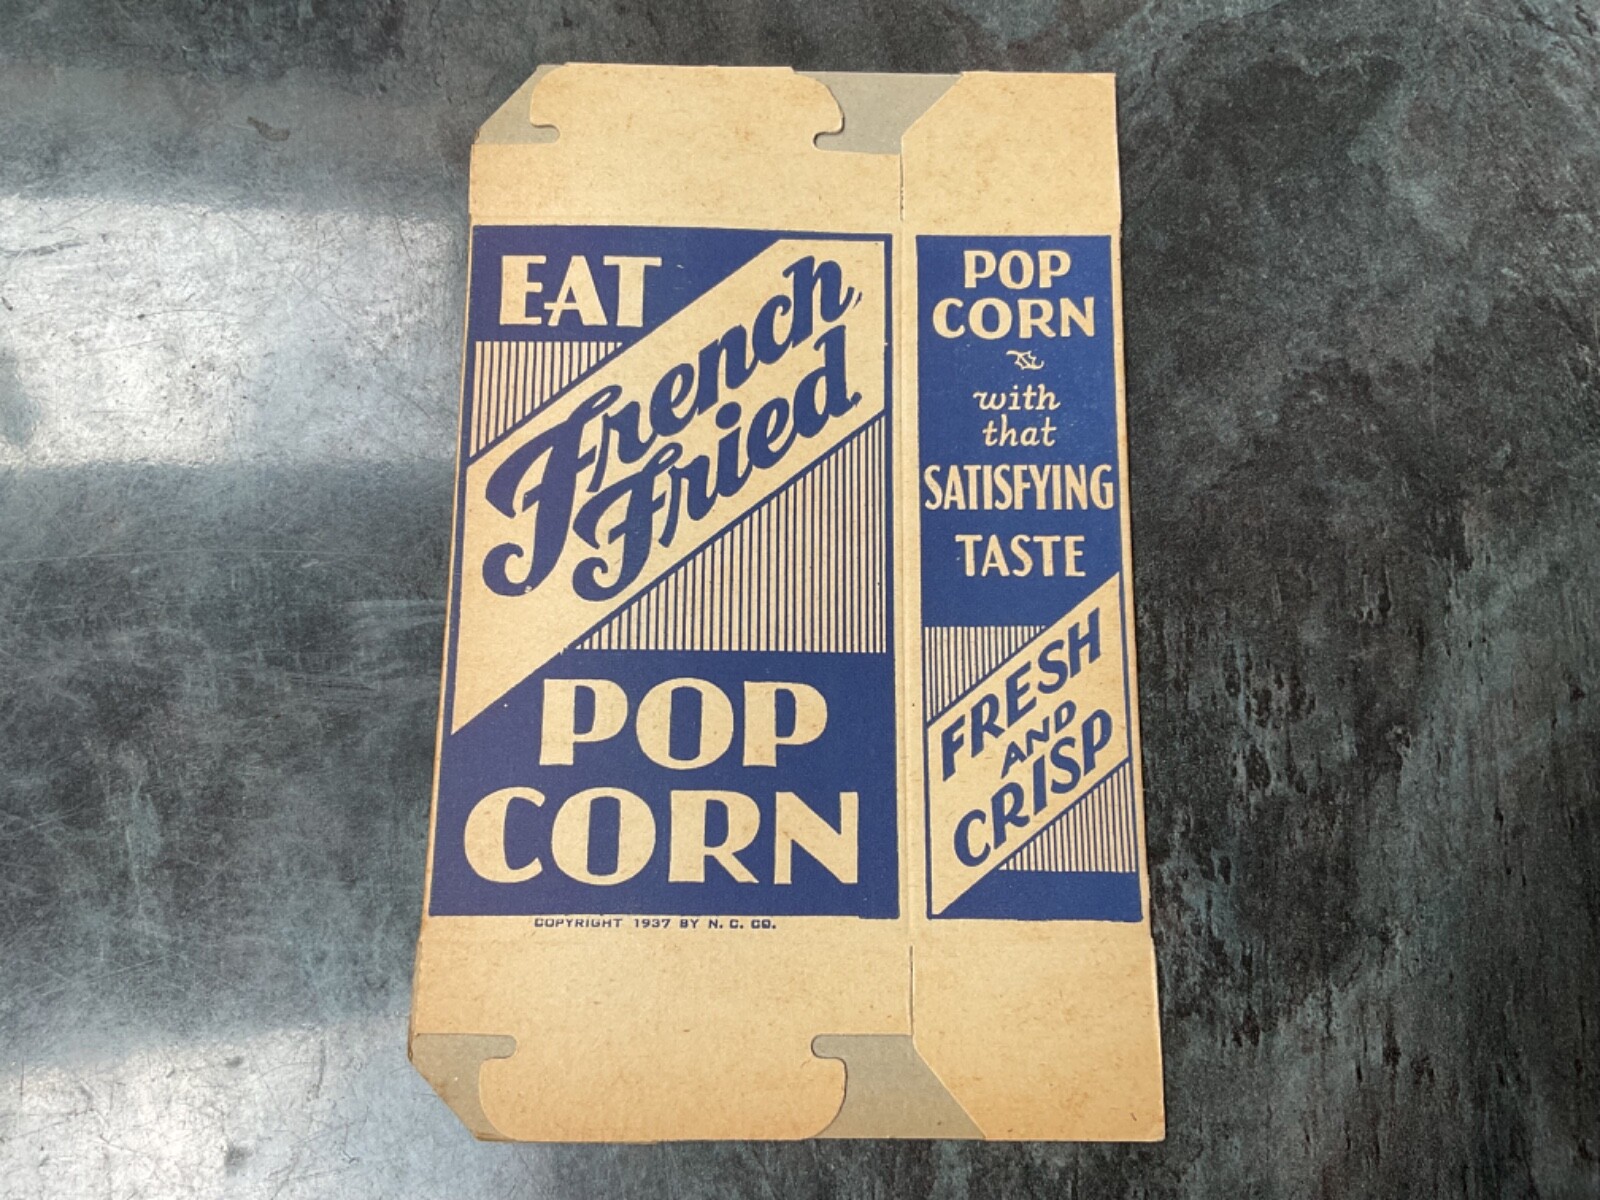 EAT
French
Fried
POP
CORN
COPYRIGHT 1937 BY N. C. CO.
POP
CORN
with
that
SATISFYING
TASTE
FRESH
AND
CRISP